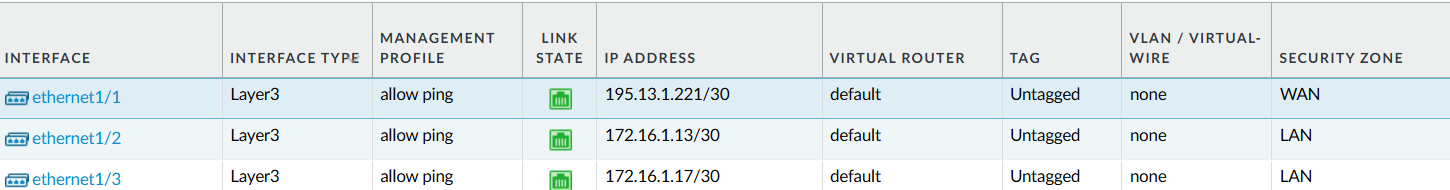 INTERFACE INTERFACE TYPE MANAGEMENT PROFILE LINK STATE IP ADDRESS VIRTUAL ROUTER TAG VLAN / VIRTUAL-WIRE SECURITY ZONE
ethernet1/1 Layer3 allow ping 195.13.1.221/30 default Untagged none WAN
ethernet1/2 Layer3 allow ping 172.16.1.13/30 default Untagged none LAN
ethernet1/3 Layer3 allow ping 172.16.1.17/30 default Untagged none LAN